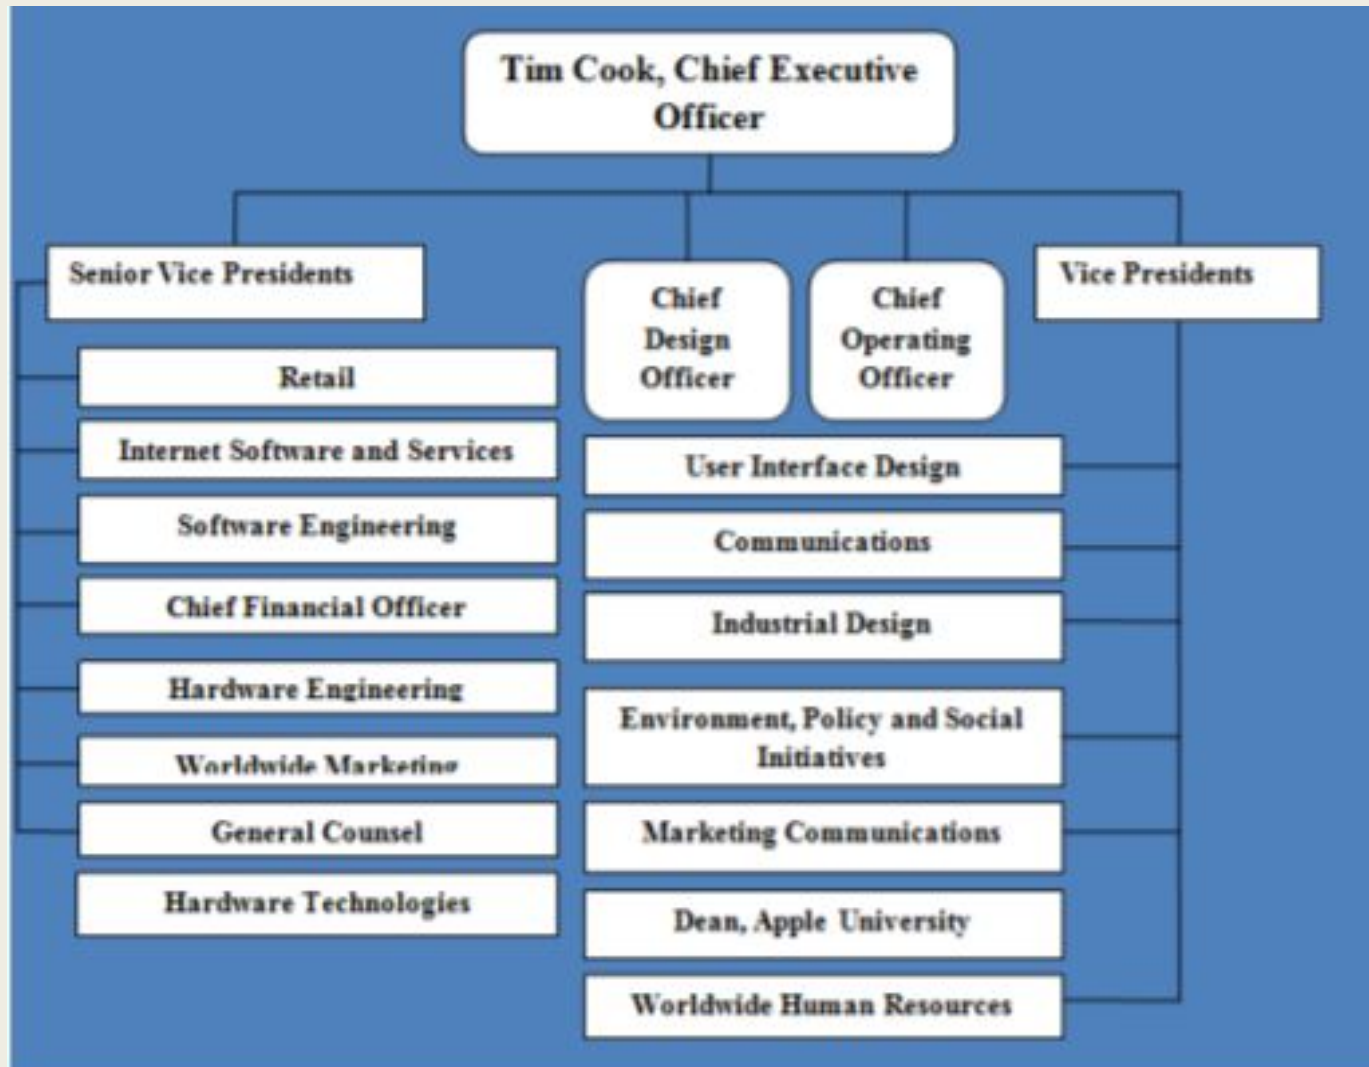 Tim Cook, Chief Executive
Officer
Senior Vice Presidents
Chief
Design
Officer
Chief
Operating
Officer
Vice Presidents
Retail
Internet Software and Services
Software Engineering
Chief Financial Officer
Hardware Engineering
Worldwide Marketing
General Counsel
Hardware Technologies
User Interface Design
Communications
Industrial Design
Environment, Policy and Social
Initiatives
Marketing Communications
Dean, Apple University
Worldwide Human Resources